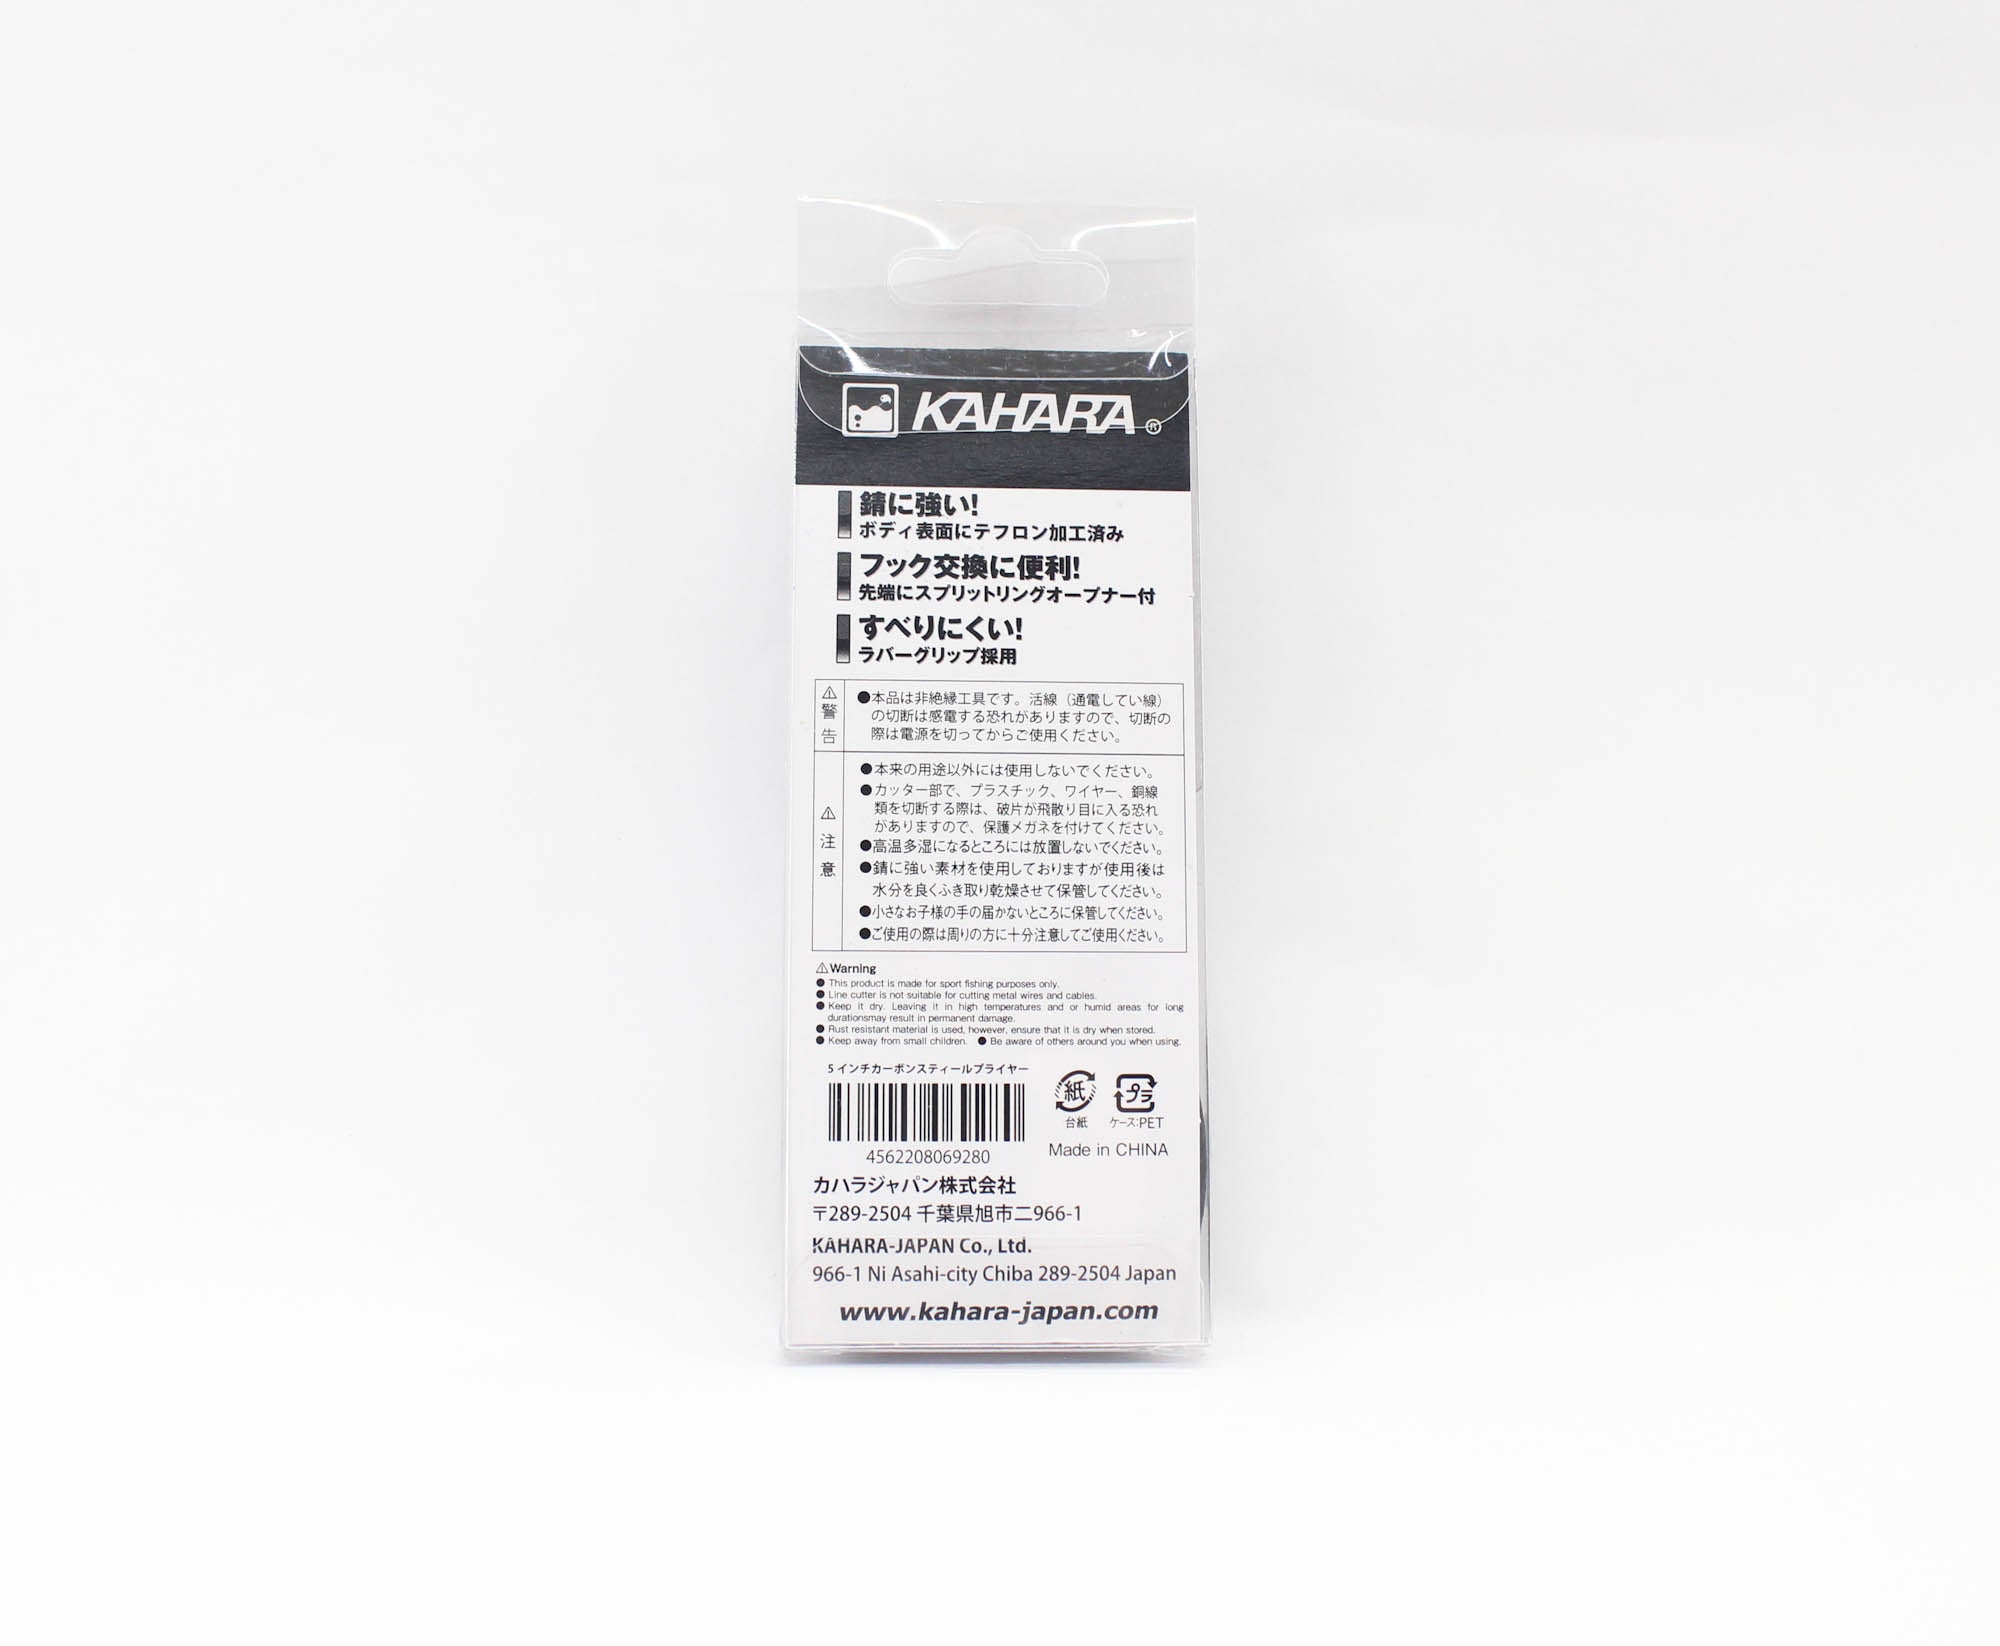 KAHARA®
錆に強い!
ボディ表面にテフロン加工済み
フック交換に便利!
先端にスプリットリングオープナー付
すべりにくい!
ラバーグリップ採用
⚠警告
●本品は非絶縁工具です。活線（通電してい線）
の切断は感電する恐れがありますので、切断の
際は電源を切ってからご使用ください。
⚠注意
●本来の用途以外には使用しないでください。
●カッター部で、プラスチック、ワイヤー、銅線
類を切断する際は、破片が飛散り目に入る恐れ
がありますので、保護メガネを付けてください。
●高温多湿になるところには放置しないでください。
●錆に強い素材を使用しておりますが使用後は
水分を良くふき取り乾燥させて保管してください。
●小さなお子様の手の届かないところに保管してください。
●ご使用の際は周りの方に十分注意してご使用ください。
⚠Warning
● This product is made for sport fishing purposes only.
● Line cutter is not suitable for cutting metal wires and cables.
● Keep it dry. Leaving it in high temperatures and or humid areas for long
durationsmay result in permanent damage.
● Rust resistant material is used, however, ensure that it is dry when stored.
● Keep away from small children. ● Be aware of others around you when using.
5インチカーボンスティールプライヤー
4562208069280
紙
台紙
プラ
ケース:PET
Made in CHINA
カハラジャパン株式会社
〒289-2504 千葉県旭市二966-1
KAHARA-JAPAN Co., Ltd.
966-1 Ni Asahi-city Chiba 289-2504 Japan
www.kahara-japan.com